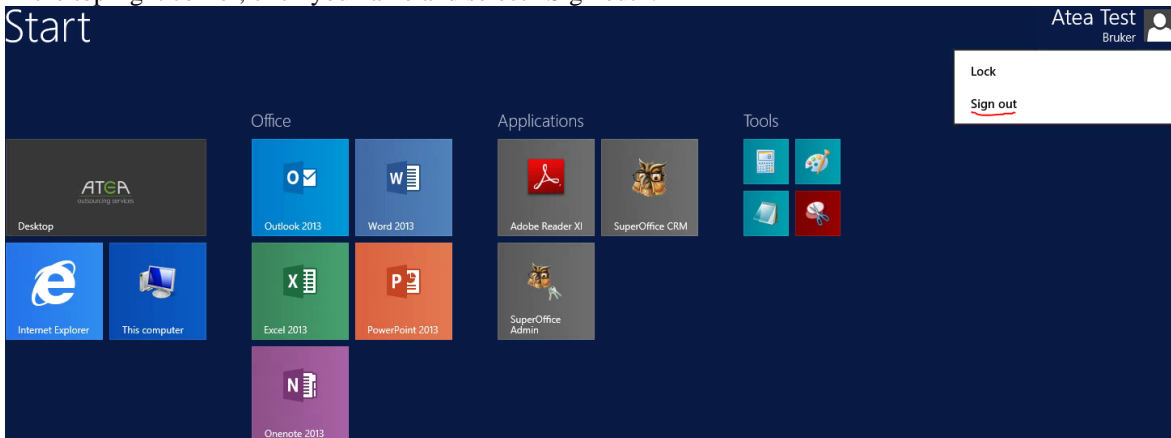 Start
Atea Test
Bruker
Lock
Sign out
Office
Applications
Tools
ATEA
outsourcing services
Desktop
Outlook 2013
Word 2013
Adobe Reader XI
SuperOffice CRM
Internet Explorer
This computer
Excel 2013
PowerPoint 2013
SuperOffice
Admin
Onenote 2013